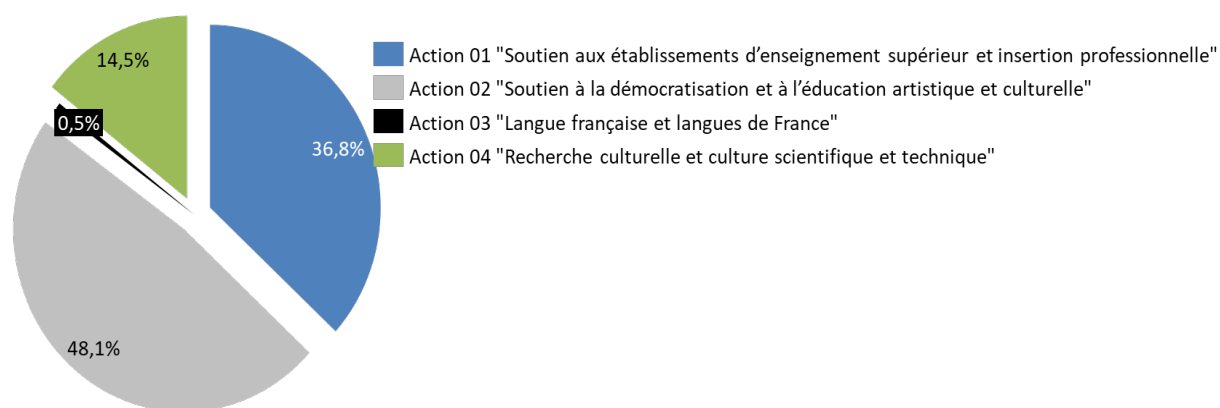 14,5%
0,5%
36,8%
48,1%
Action 01 "Soutien aux établissements d’enseignement supérieur et insertion professionnelle"
Action 02 "Soutien à la démocratisation et à l’éducation artistique et culturelle"
Action 03 "Langue française et langues de France"
Action 04 "Recherche culturelle et culture scientifique et technique"